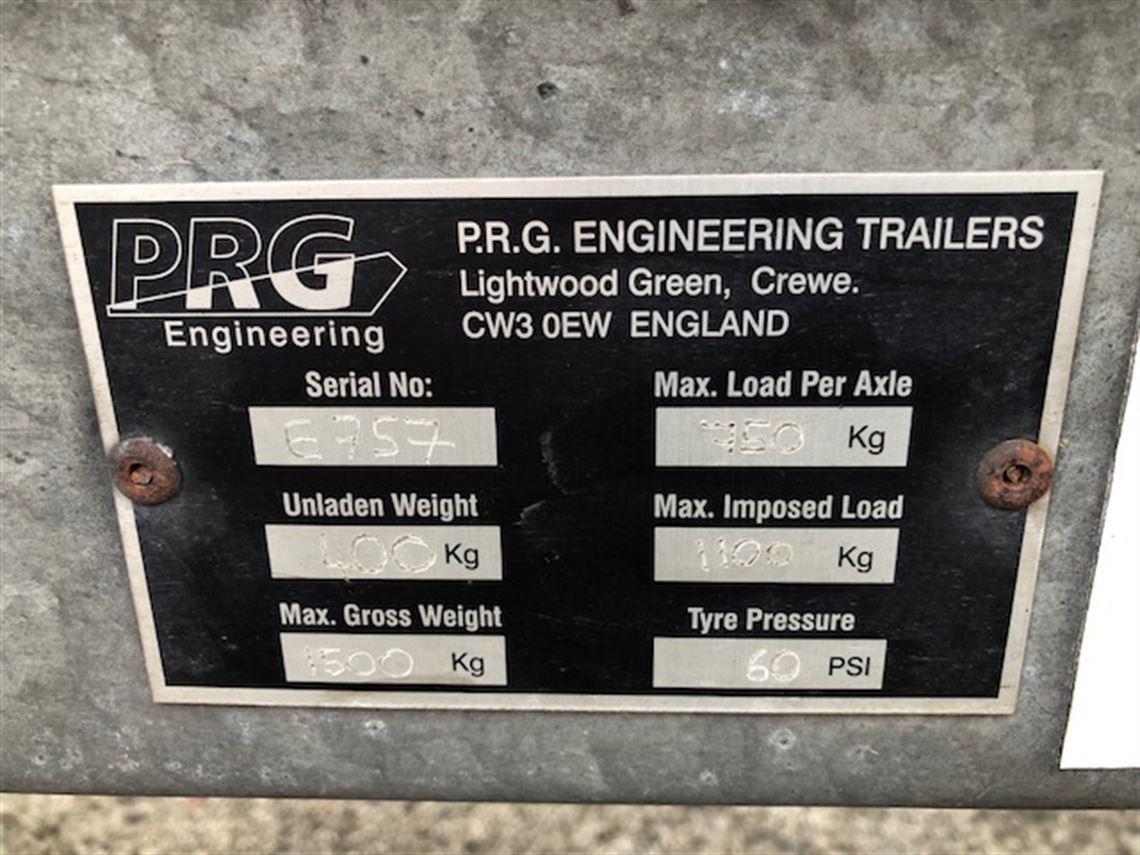 PRG
Engineering
P.R.G. ENGINEERING TRAILERS
Lightwood Green, Crewe.
CW3 0EW ENGLAND
Serial No:
E757
Max. Load Per Axle
750 Kg
Unladen Weight
400 Kg
Max. Imposed Load
1100 Kg
Max. Gross Weight
1500 Kg
Tyre Pressure
60 PSI